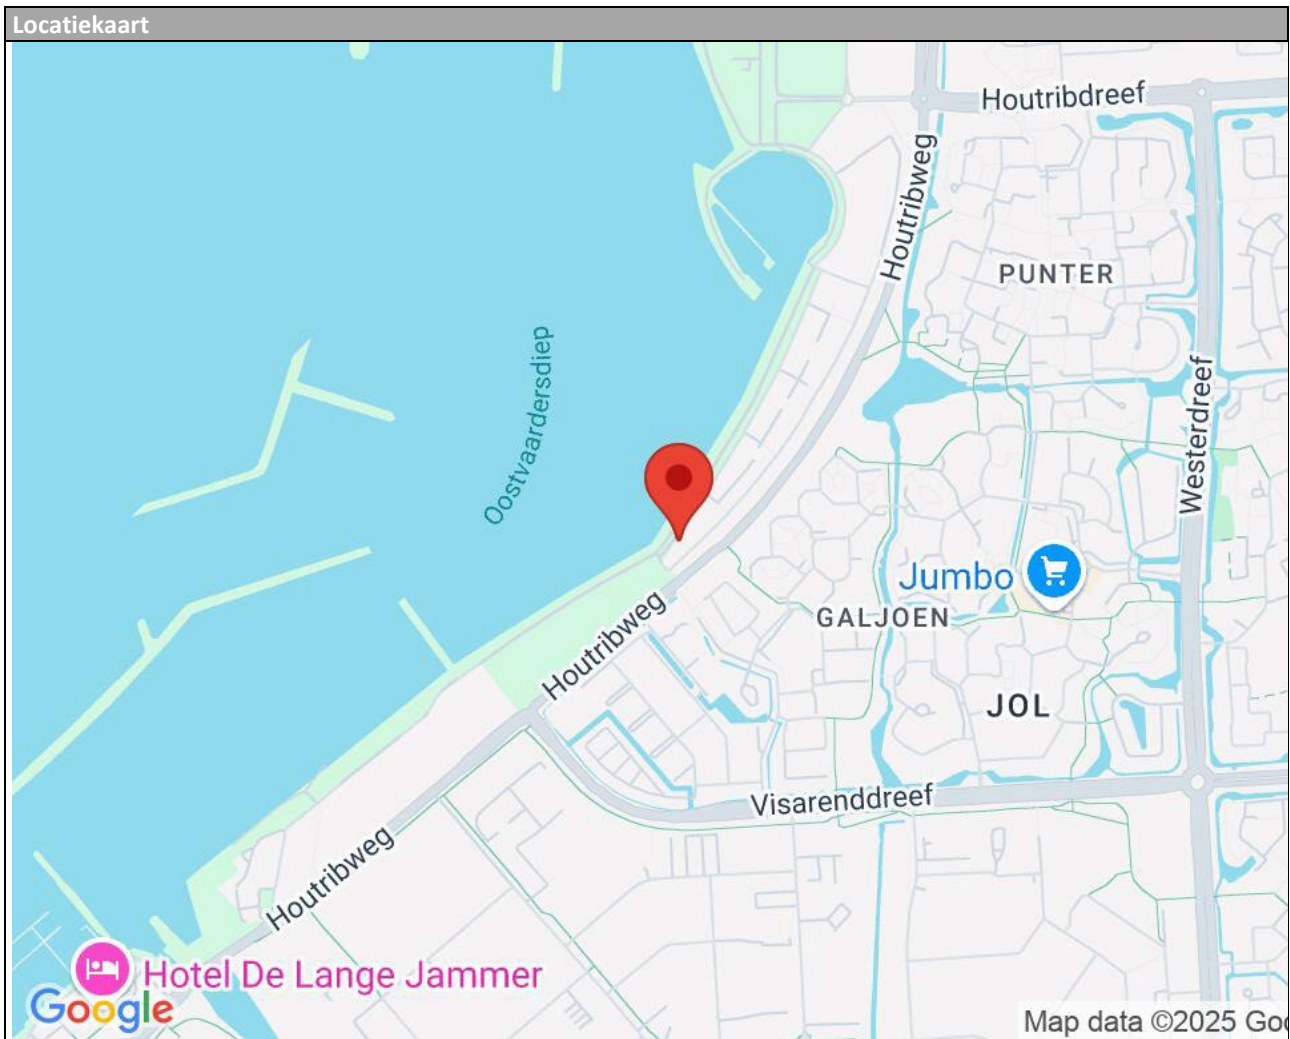 Locatiekaart
Houtribdreef
Houtribweg
PUNTER
Oostvaardersdiep
Westerdreef
Jumbo
GALJOEN
Houtribweg
JOL
Visarenddreef
Houtribweg
Hotel De Lange Jammer
Google
Map data ©2025 Goo